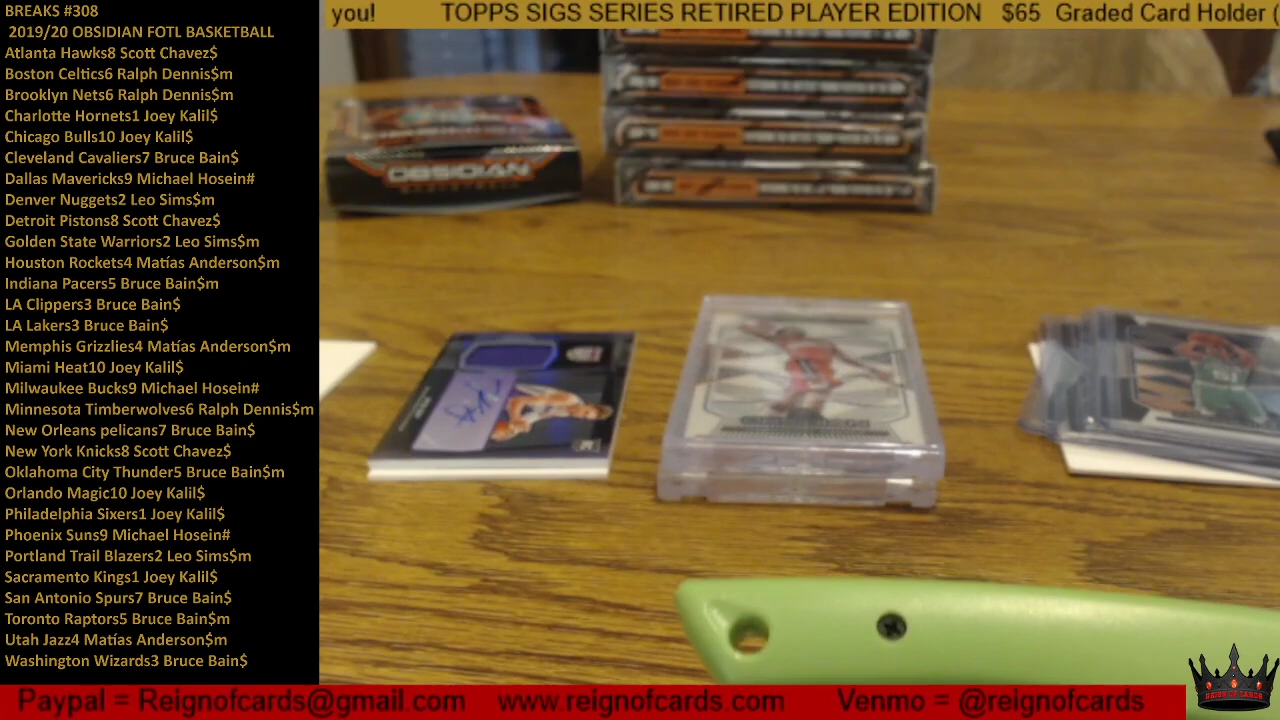 BREAKS #308
2019/20 OBSIDIAN FOTL BASKETBALL
Atlanta Hawks8 Scott Chavez$
Boston Celtics6 Ralph Dennis$m
Brooklyn Nets6 Ralph Dennis$m
Charlotte Hornets1 Joey Kalil$
Chicago Bulls10 Joey Kalil$
Cleveland Cavaliers7 Bruce Bain$
Dallas Mavericks9 Michael Hosein#
Denver Nuggets2 Leo Sims$m
Detroit Pistons8 Scott Chavez$
Golden State Warriors2 Leo Sims$m
Houston Rockets4 Matías Anderson$m
Indiana Pacers5 Bruce Bain$m
LA Clippers3 Bruce Bain$
LA Lakers3 Bruce Bain$
Memphis Grizzlies4 Matías Anderson$m
Miami Heat10 Joey Kalil$
Milwaukee Bucks9 Michael Hosein#
Minnesota Timberwolves6 Ralph Dennis$m
New Orleans pelicans7 Bruce Bain$
New York Knicks8 Scott Chavez$
Oklahoma City Thunder5 Bruce Bain$m
Orlando Magic10 Joey Kalil$
Philadelphia Sixers1 Joey Kalil$
Phoenix Suns9 Michael Hosein#
Portland Trail Blazers2 Leo Sims$m
Sacramento Kings1 Joey Kalil$
San Antonio Spurs7 Bruce Bain$
Toronto Raptors5 Bruce Bain$m
Utah Jazz4 Matías Anderson$m
Washington Wizards3 Bruce Bain$
you! TOPPS SIGS SERIES RETIRED PLAYER EDITION $65 Graded Card Holder (
OBSIDIAN
Paypal = Reignofcards@gmail.com www.reignofcards.com Venmo = @reignofcards
REIGN OF CARDS